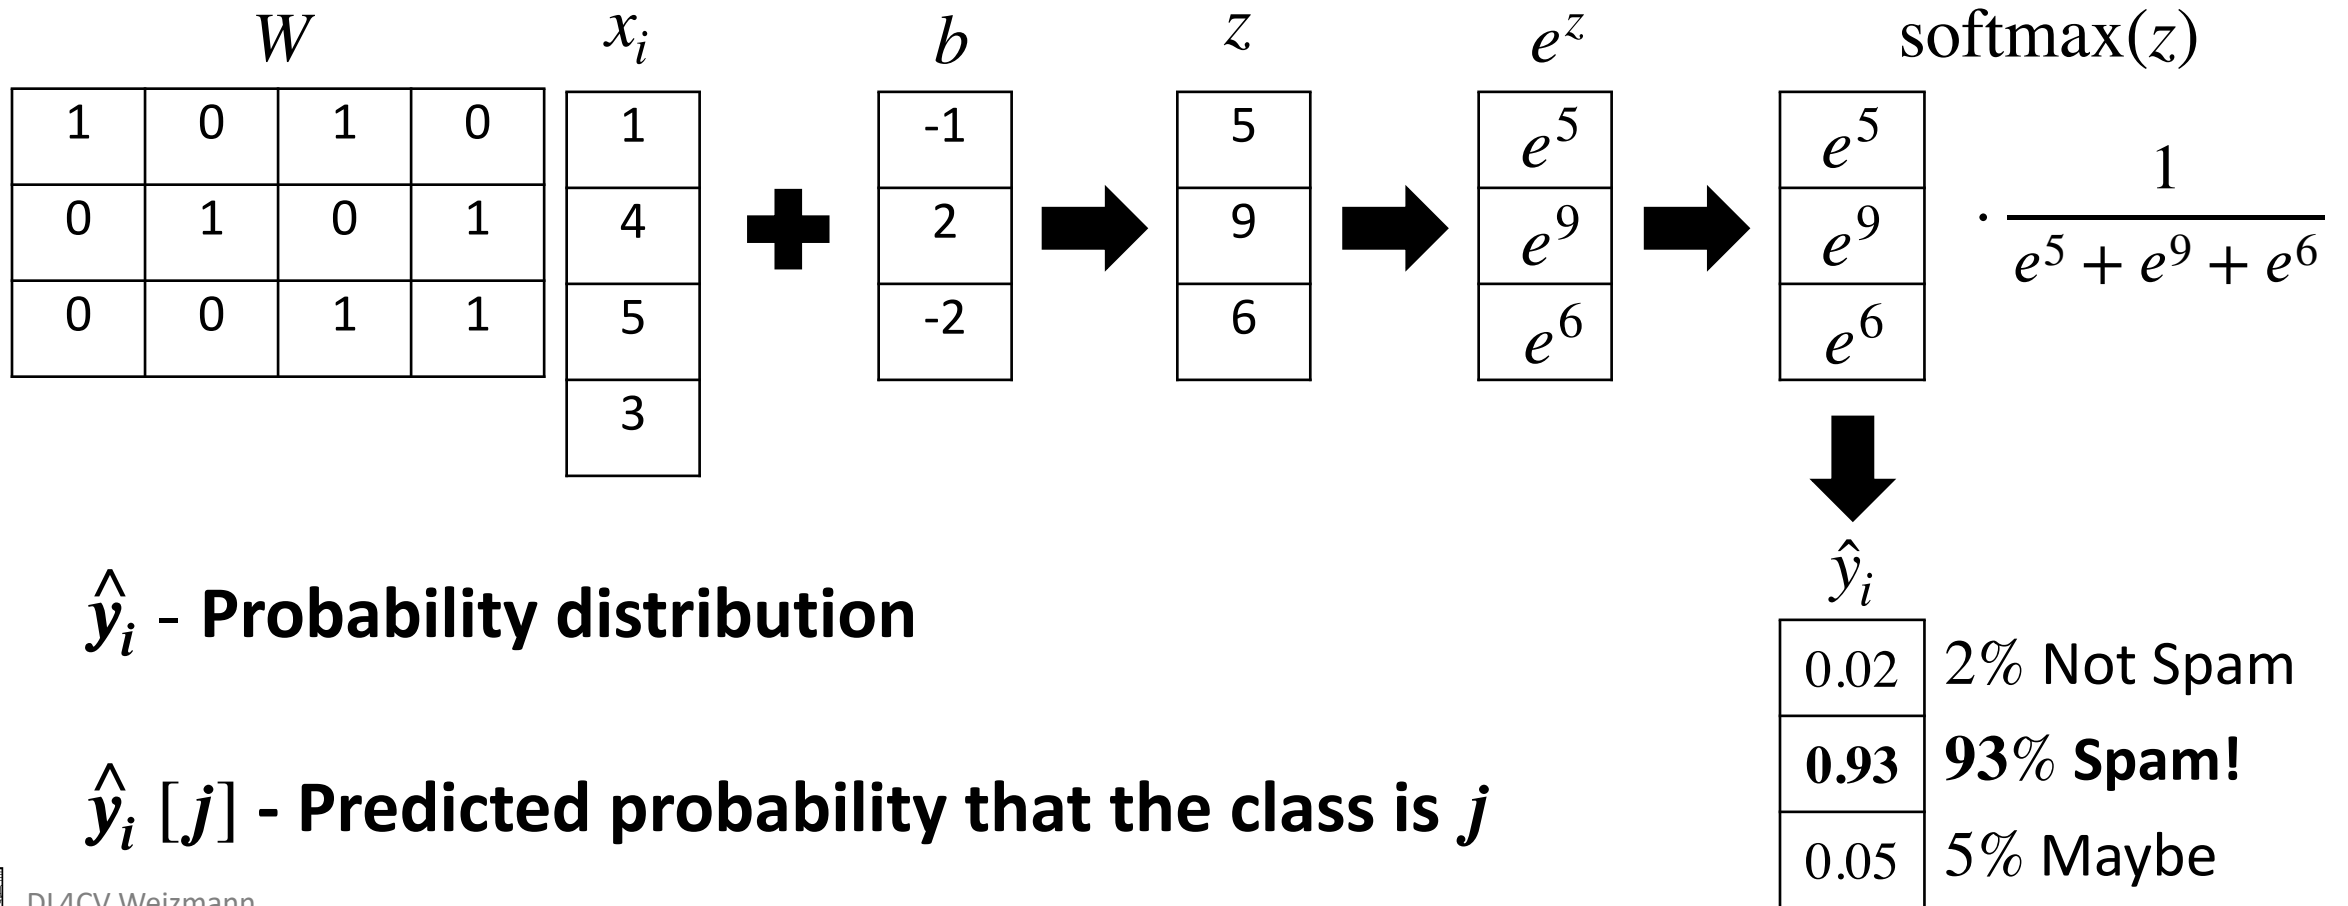 W x_i b z e^z softmax(z)
1 0 1 0 1 -1 5 e^5 e^5
0 1 0 1 4 2 9 e^9 e^9 · 1 / (e^5 + e^9 + e^6)
0 0 1 1 5 -2 6 e^6 e^6
3
ŷ_i
ŷ_i - Probability distribution
0.02 2% Not Spam
0.93 93% Spam!
ŷ_i [j] - Predicted probability that the class is j
0.05 5% Maybe
DL4CV Weizmann